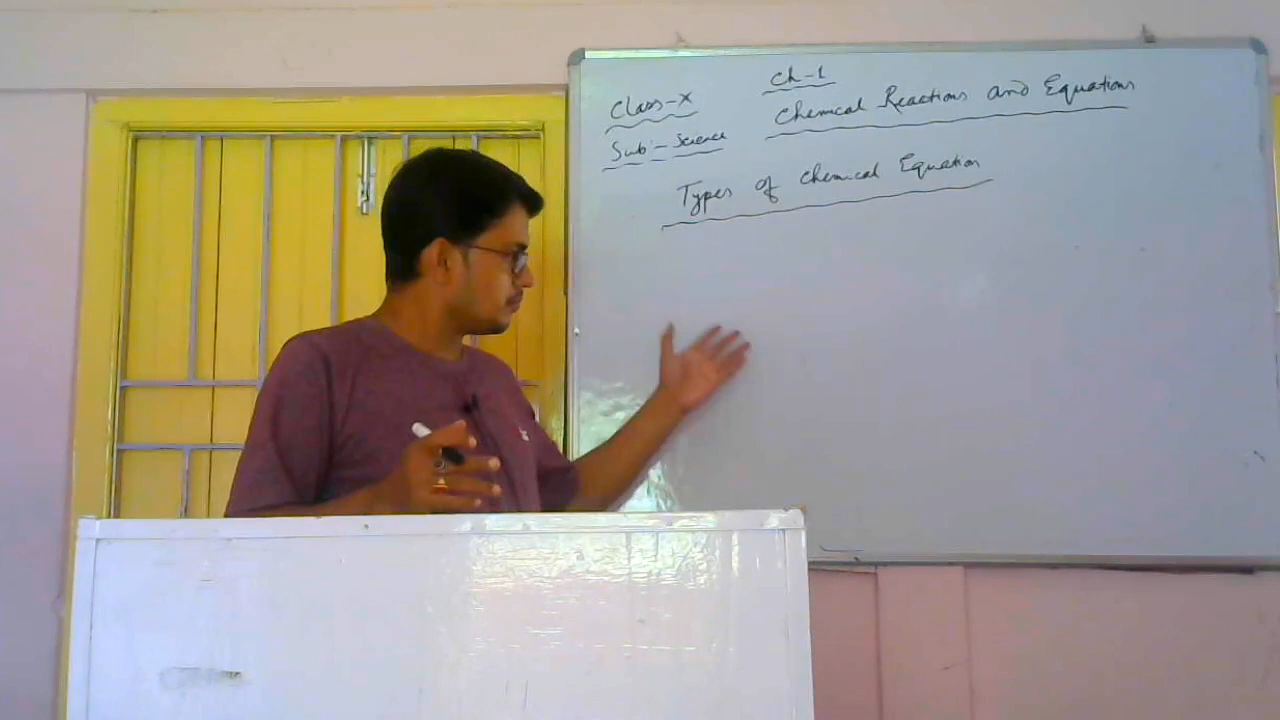 Class-X
Sub:- Science
Ch-1
Chemical Reactions and Equations
Types of Chemical Equation